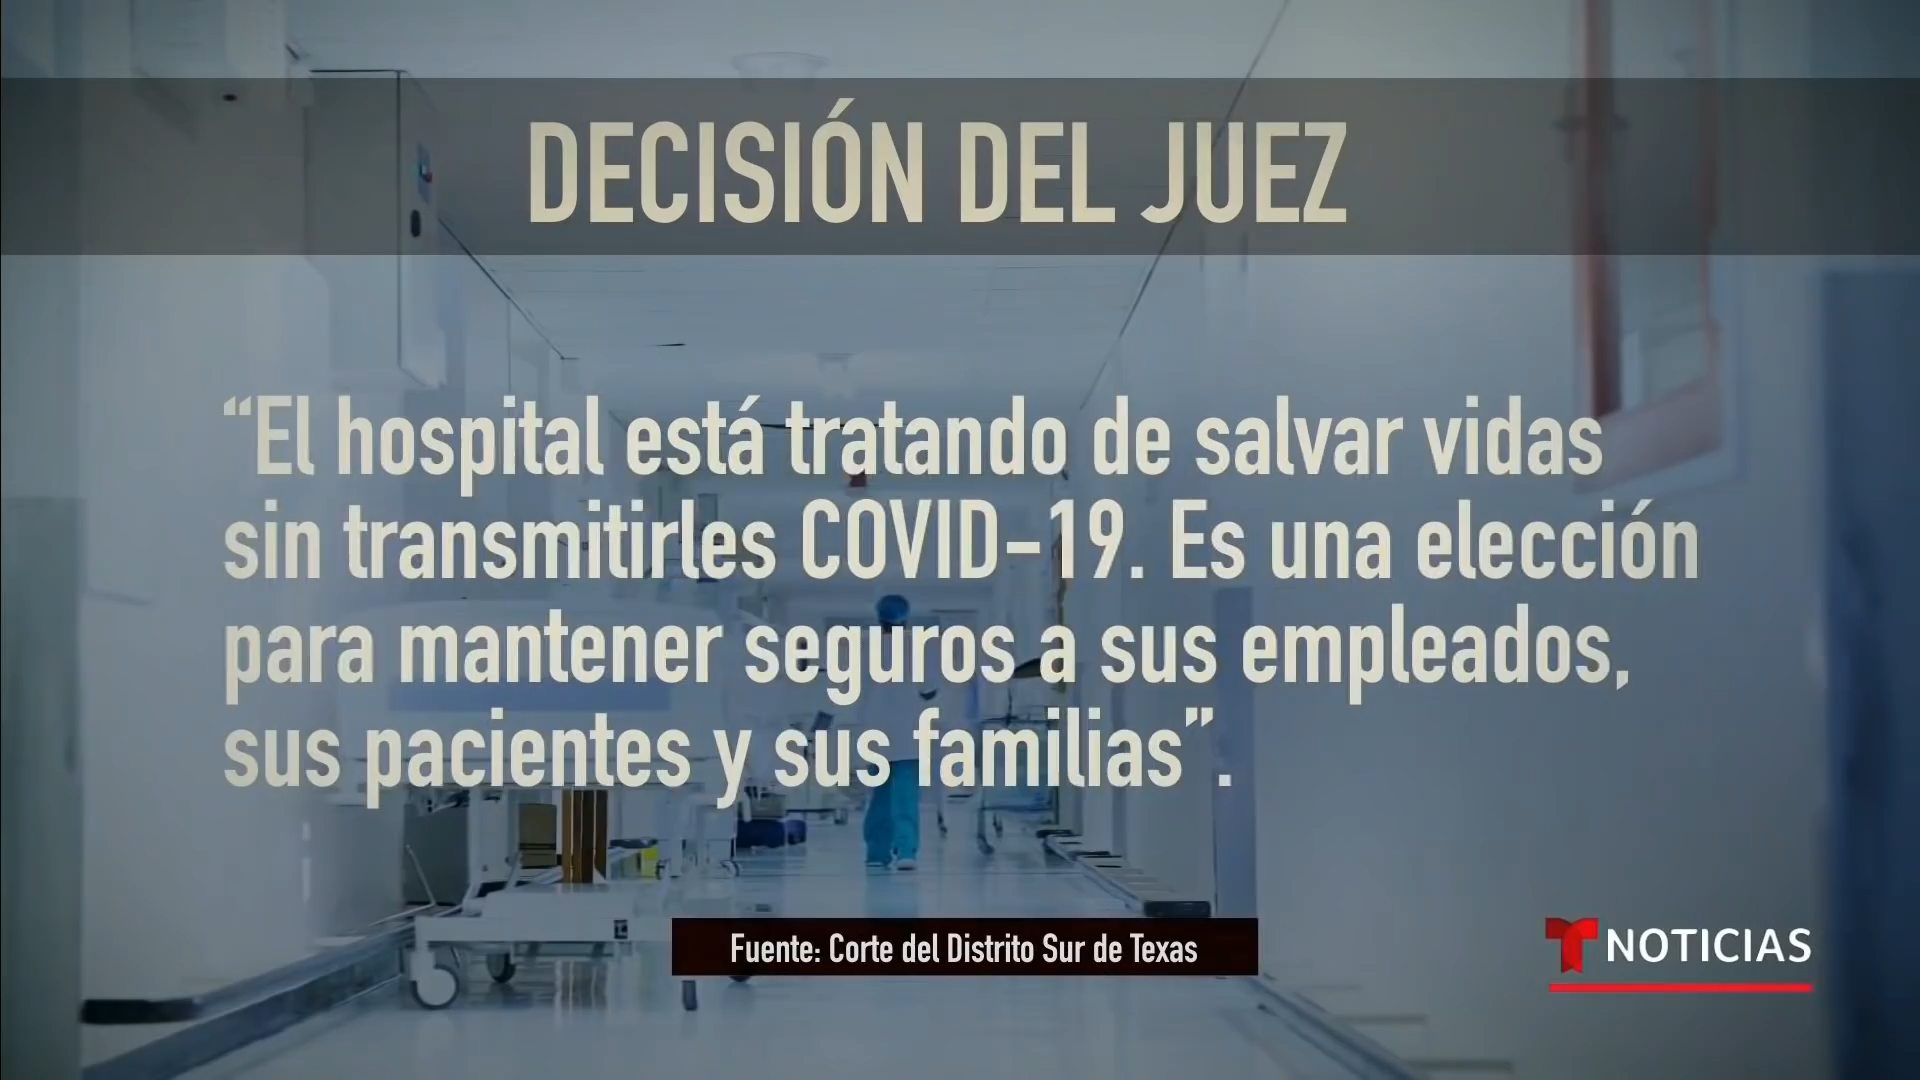 DECISIÓN DEL JUEZ
“El hospital está tratando de salvar vidas
sin transmitirles COVID-19. Es una elección
para mantener seguros a sus empleados,
sus pacientes y sus familias”.
Fuente: Corte del Distrito Sur de Texas
NOTICIAS